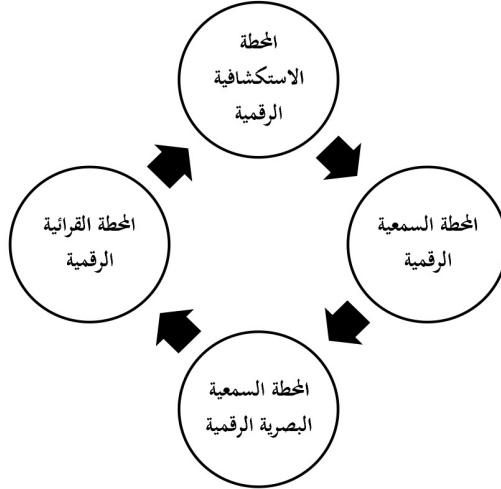 المحطة
الاستكشافية
الرقمية
المحطة السمعية
الرقمية
المحطة السمعية
البصرية الرقمية
المحطة القرائية
الرقمية